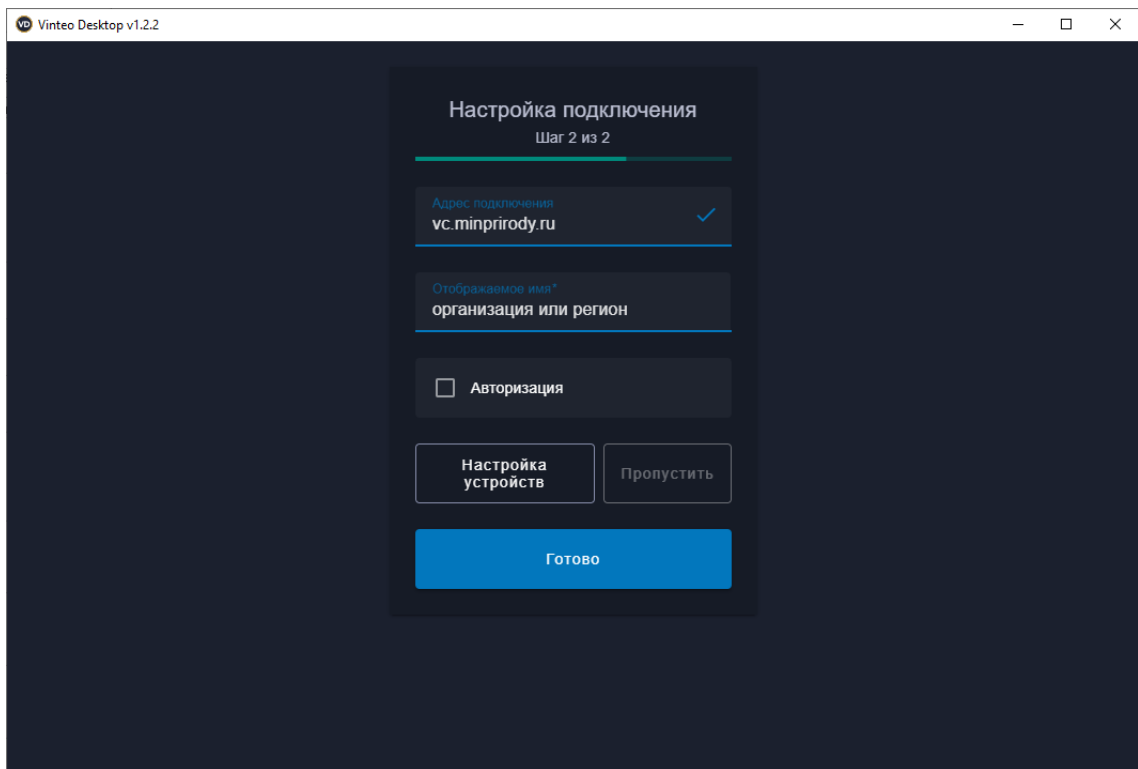 VD Vinteo Desktop v1.2.2
Настройка подключения
Шаг 2 из 2
Адрес подключения
vc.minprirody.ru
Отображаемое имя*
организация или регион
Авторизация
Настройка
устройств
Пропустить
Готово